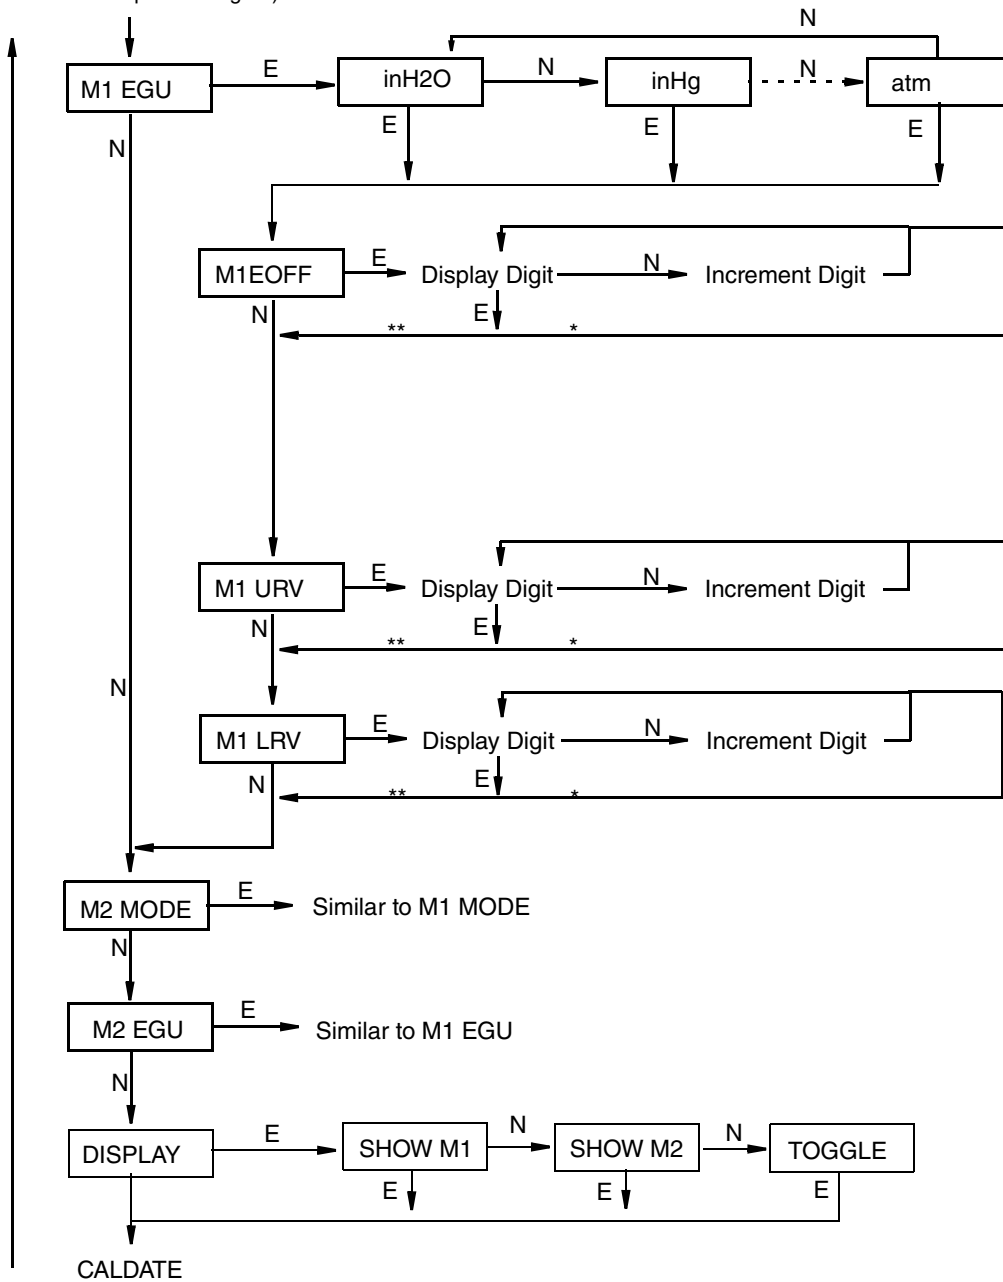 N
E
inH2O
N
inHg
N
atm
M1 EGU
E
E
E
N
M1EOFF
E
Display Digit
N
Increment Digit
N
E
**
*
M1 URV
E
Display Digit
N
Increment Digit
N
E
**
*
N
M1 LRV
E
Display Digit
N
Increment Digit
N
E
**
*
M2 MODE
E
Similar to M1 MODE
N
M2 EGU
E
Similar to M1 EGU
N
DISPLAY
E
SHOW M1
N
SHOW M2
N
TOGGLE
E
E
E
CALDATE